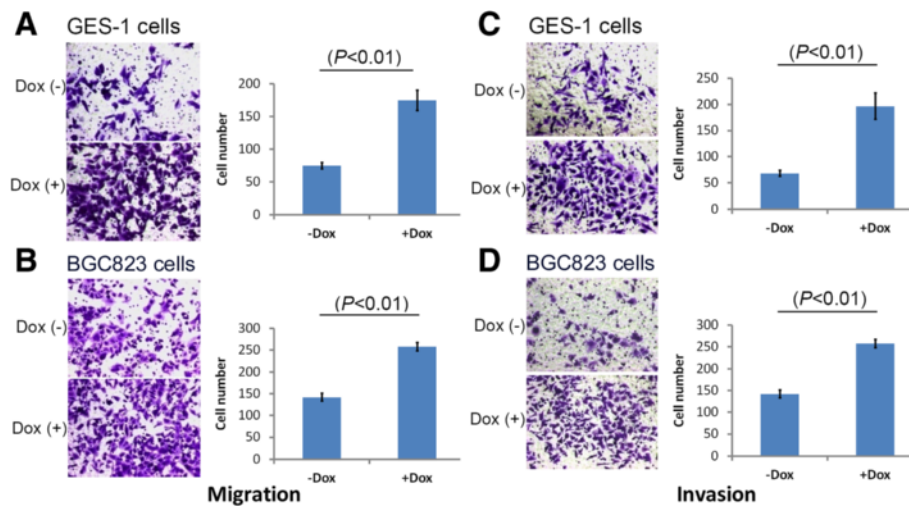 A
GES-1 cells
Dox (-)
Dox (+)
(P<0.01)
Cell number
200
150
100
50
0
-Dox
+Dox
B
BGC823 cells
Dox (-)
Dox (+)
(P<0.01)
Cell number
300
250
200
150
100
50
0
-Dox
+Dox
Migration
C
GES-1 cells
Dox (-)
Dox (+)
(P<0.01)
Cell number
250
200
150
100
50
0
-Dox
+Dox
D
BGC823 cells
Dox (-)
Dox (+)
(P<0.01)
Cell number
300
250
200
150
100
50
0
-Dox
+Dox
Invasion